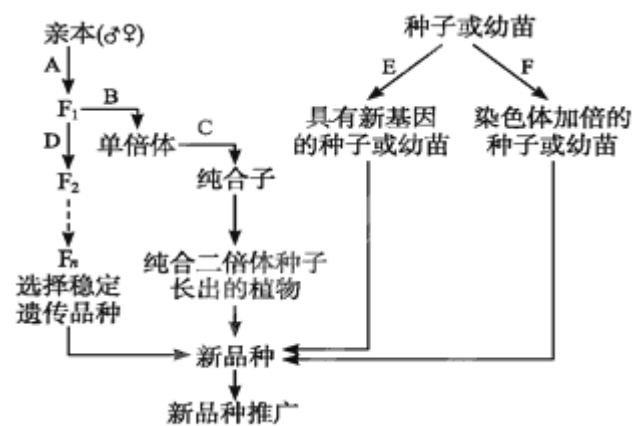 亲本(♂♀)
种子或幼苗
A
E
F
F₁
B
具有新基因
的种子或幼苗
染色体加倍的
种子或幼苗
D
单倍体
C
F₂
纯合子
Fₙ
选择稳定
遗传品种
纯合二倍体种子
长出的植物
新品种
新品种推广